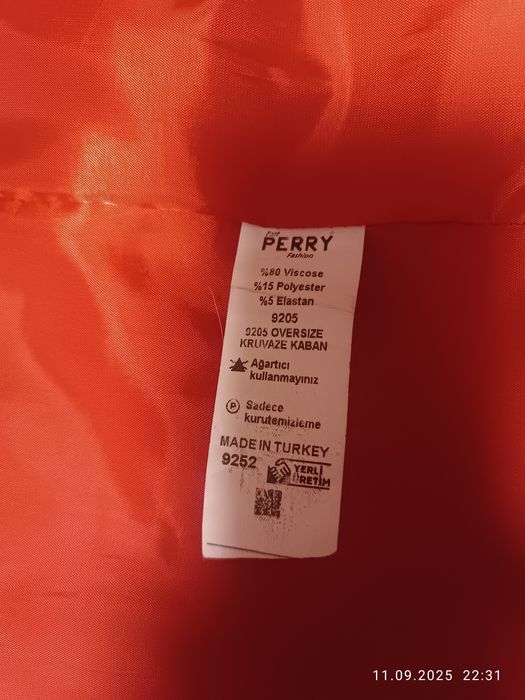 PERRY
Fashion
%80 Viscose
%15 Polyester
%5 Elastan
9205
9205 OVERSIZE
KRUVAZE KABAN
Ağartıcı
kullanmayınız
P
Sadece
kurutemizleme
MADE IN TURKEY
9252
YERLİ
ÜRETİM
11.09.2025 22:31